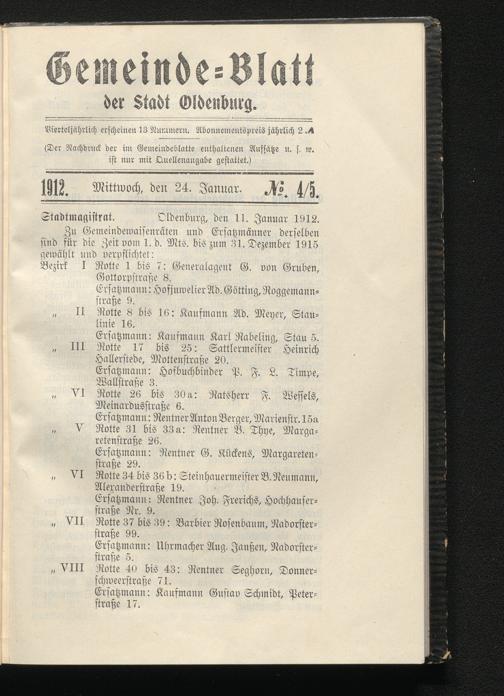 Gemeinde=Blatt
der Stadt Oldenburg.
Vierteljährlich erscheinen 13 Nummern. Abonnementspreis jährlich 2 ℳ
(Der Nachdruck der im Gemeindeblatte enthaltenen Aufsätze u. s. w.
ist nur mit Quellenangabe gestattet.)
1912. Mittwoch, den 24. Januar. №. 4/5.
Stadtmagistrat. Oldenburg, den 11. Januar 1912.
Zu Gemeindewaisenräten und Ersatzmänner derselben
sind für die Zeit vom 1. d. Mts. bis zum 31. Dezember 1915
gewählt und verpflichtet:
Bezirk I Rotte 1 bis 7: Generalagent G. von Gruben,
Gottorpstraße 8.
Ersatzmann: Hofjuwelier Ad. Götting, Roggemann=
straße 9.
„ II Rotte 8 bis 16: Kaufmann Ad. Meyer, Stau=
linie 16.
Ersatzmann: Kaufmann Karl Nabeling, Stau 5.
„ III Rotte 17 bis 25: Sattlermeister Heinrich
Hallerstede, Mottenstraße 20.
Ersatzmann: Hofbuchbinder P. F. L. Timpe,
Wallstraße 3.
„ VI Rotte 26 bis 30a: Ratsherr F. Wessels,
Meinardusstraße 6.
Ersatzmann: Rentner Anton Berger, Marienstr. 15a
„ V Rotte 31 bis 33a: Rentner B. Thye, Marga=
retenstraße 26.
Ersatzmann: Rentner G. Kückens, Margareten=
straße 29.
„ VI Rotte 34 bis 36b: Steinhauermeister B. Neumann,
Alexanderstraße 19.
Ersatzmann: Rentner Joh. Frerichs, Hochhauser=
straße Nr. 9.
„ VII Rotte 37 bis 39: Barbier Rosenbaum, Nadorster=
straße 99.
Ersatzmann: Uhrmacher Aug. Janßen, Nadorster=
straße 5.
„ VIII Rotte 40 bis 43: Rentner Seghorn, Donner=
schweerstraße 71.
Ersatzmann: Kaufmann Gustav Schmidt, Peter=
straße 17.